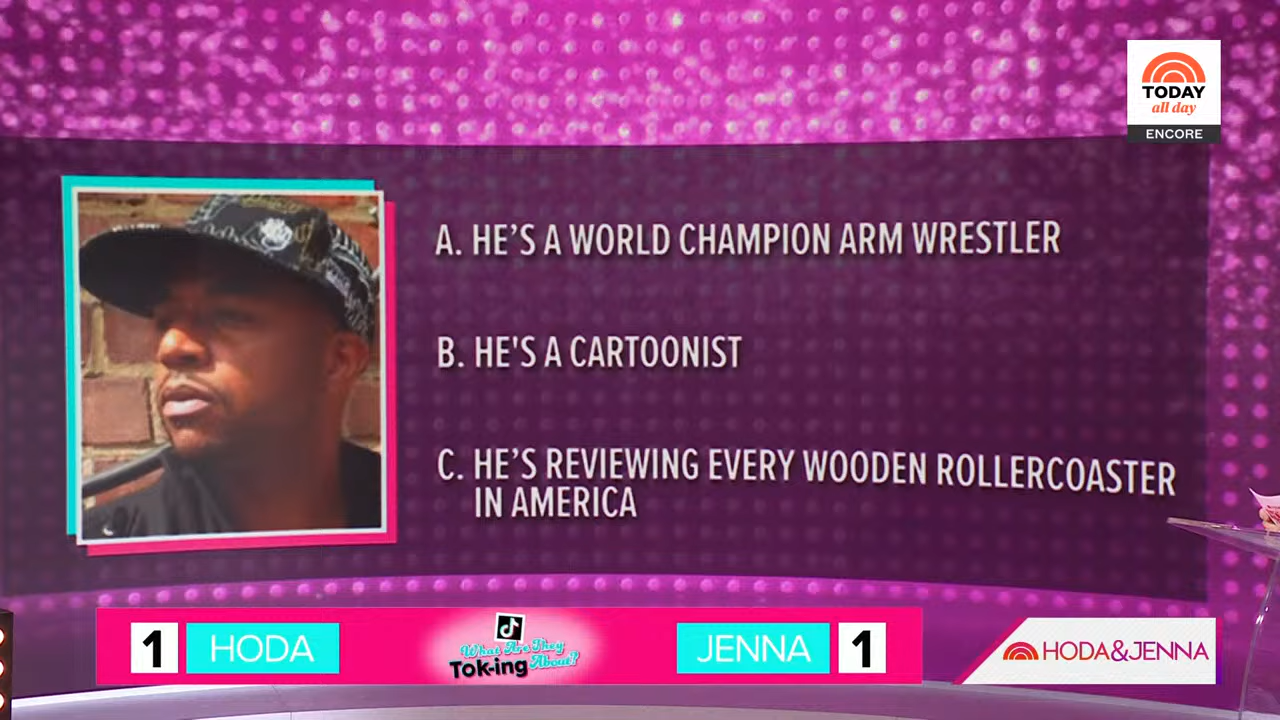 TODAY
all day
ENCORE
A. HE'S A WORLD CHAMPION ARM WRESTLER
B. HE'S A CARTOONIST
C. HE'S REVIEWING EVERY WOODEN ROLLERCOASTER
IN AMERICA
1 HODA
What Are They
Tok-ing About?
JENNA 1
HODA&JENNA